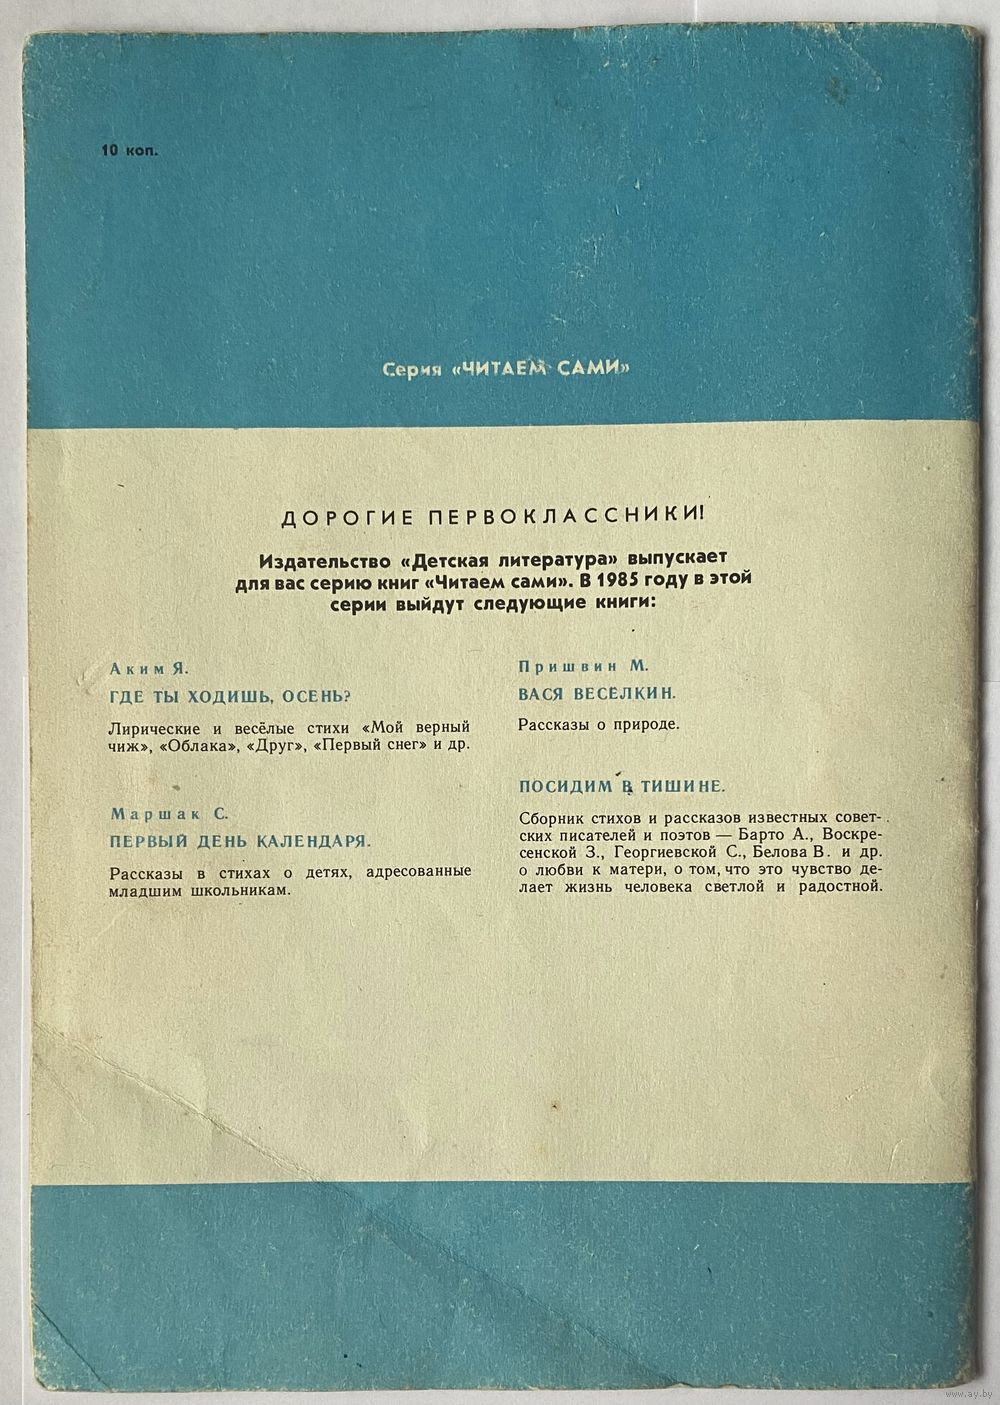 10 коп.
Серия «ЧИТАЕМ САМИ»
ДОРОГИЕ ПЕРВОКЛАССНИКИ!
Издательство «Детская литература» выпускает
для вас серию книг «Читаем сами». В 1985 году в этой
серии выйдут следующие книги:
Аким Я.
ГДЕ ТЫ ХОДИШЬ, ОСЕНЬ?
Лирические и весёлые стихи «Мой верный
чиж», «Облака», «Друг», «Первый снег» и др.
Маршак С.
ПЕРВЫЙ ДЕНЬ КАЛЕНДАРЯ.
Рассказы в стихах о детях, адресованные
младшим школьникам.
Пришвин М.
ВАСЯ ВЕСЁЛКИН.
Рассказы о природе.
ПОСИДИМ В ТИШИНЕ.
Сборник стихов и рассказов известных совет-
ских писателей и поэтов — Барто А., Воскре-
сенской З., Георгиевской С., Белова В. и др.
о любви к матери, о том, что это чувство де-
лает жизнь человека светлой и радостной.
www.ay.by